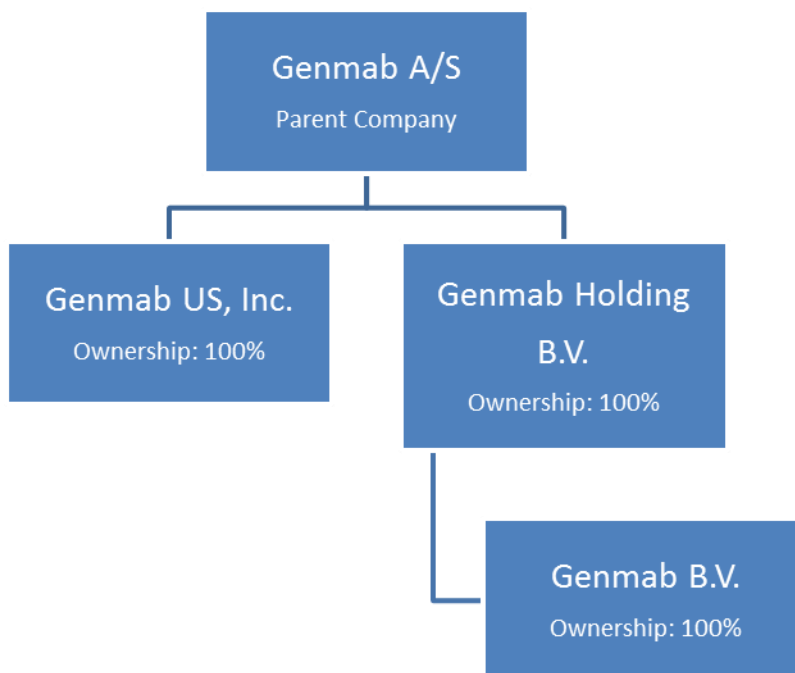 Genmab A/S
Parent Company
Genmab US, Inc.
Ownership: 100%
Genmab Holding
B.V.
Ownership: 100%
Genmab B.V.
Ownership: 100%